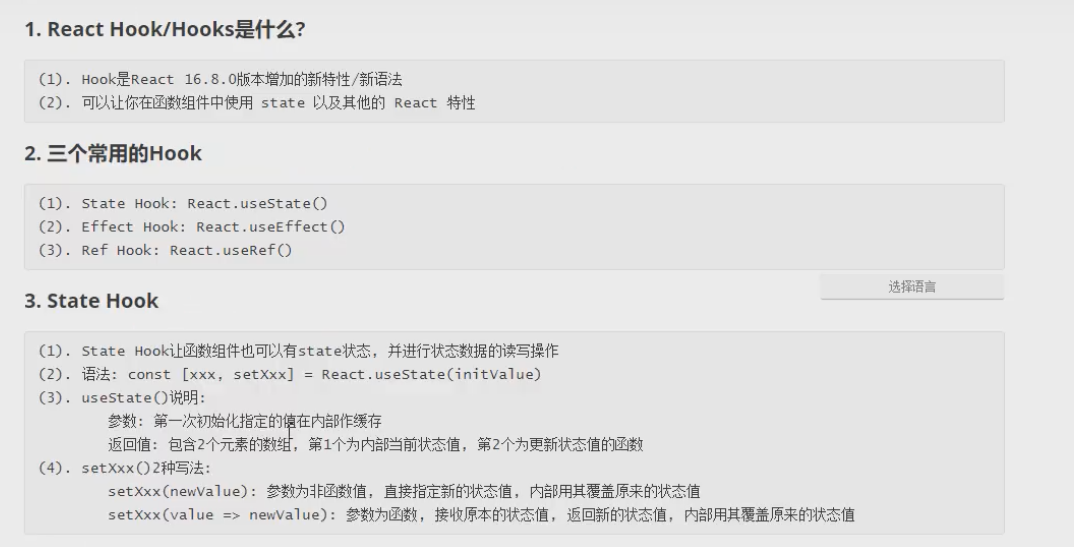 1. React Hook/Hooks是什么?
(1). Hook是React 16.8.0版本增加的新特性/新语法
(2). 可以让你在函数组件中使用 state 以及其他的 React 特性
2. 三个常用的Hook
(1). State Hook: React.useState()
(2). Effect Hook: React.useEffect()
(3). Ref Hook: React.useRef()
选择语言
3. State Hook
(1). State Hook让函数组件也可以有state状态, 并进行状态数据的读写操作
(2). 语法: const [xxx, setXxx] = React.useState(initValue)
(3). useState()说明:
参数: 第一次初始化指定的值在内部作缓存
返回值: 包含2个元素的数组, 第1个为内部当前状态值, 第2个为更新状态值的函数
(4). setXxx()2种写法:
setXxx(newValue): 参数为非函数值, 直接指定新的状态值, 内部用其覆盖原来的状态值
setXxx(value => newValue): 参数为函数, 接收原本的状态值, 返回新的状态值, 内部用其覆盖原来的状态值